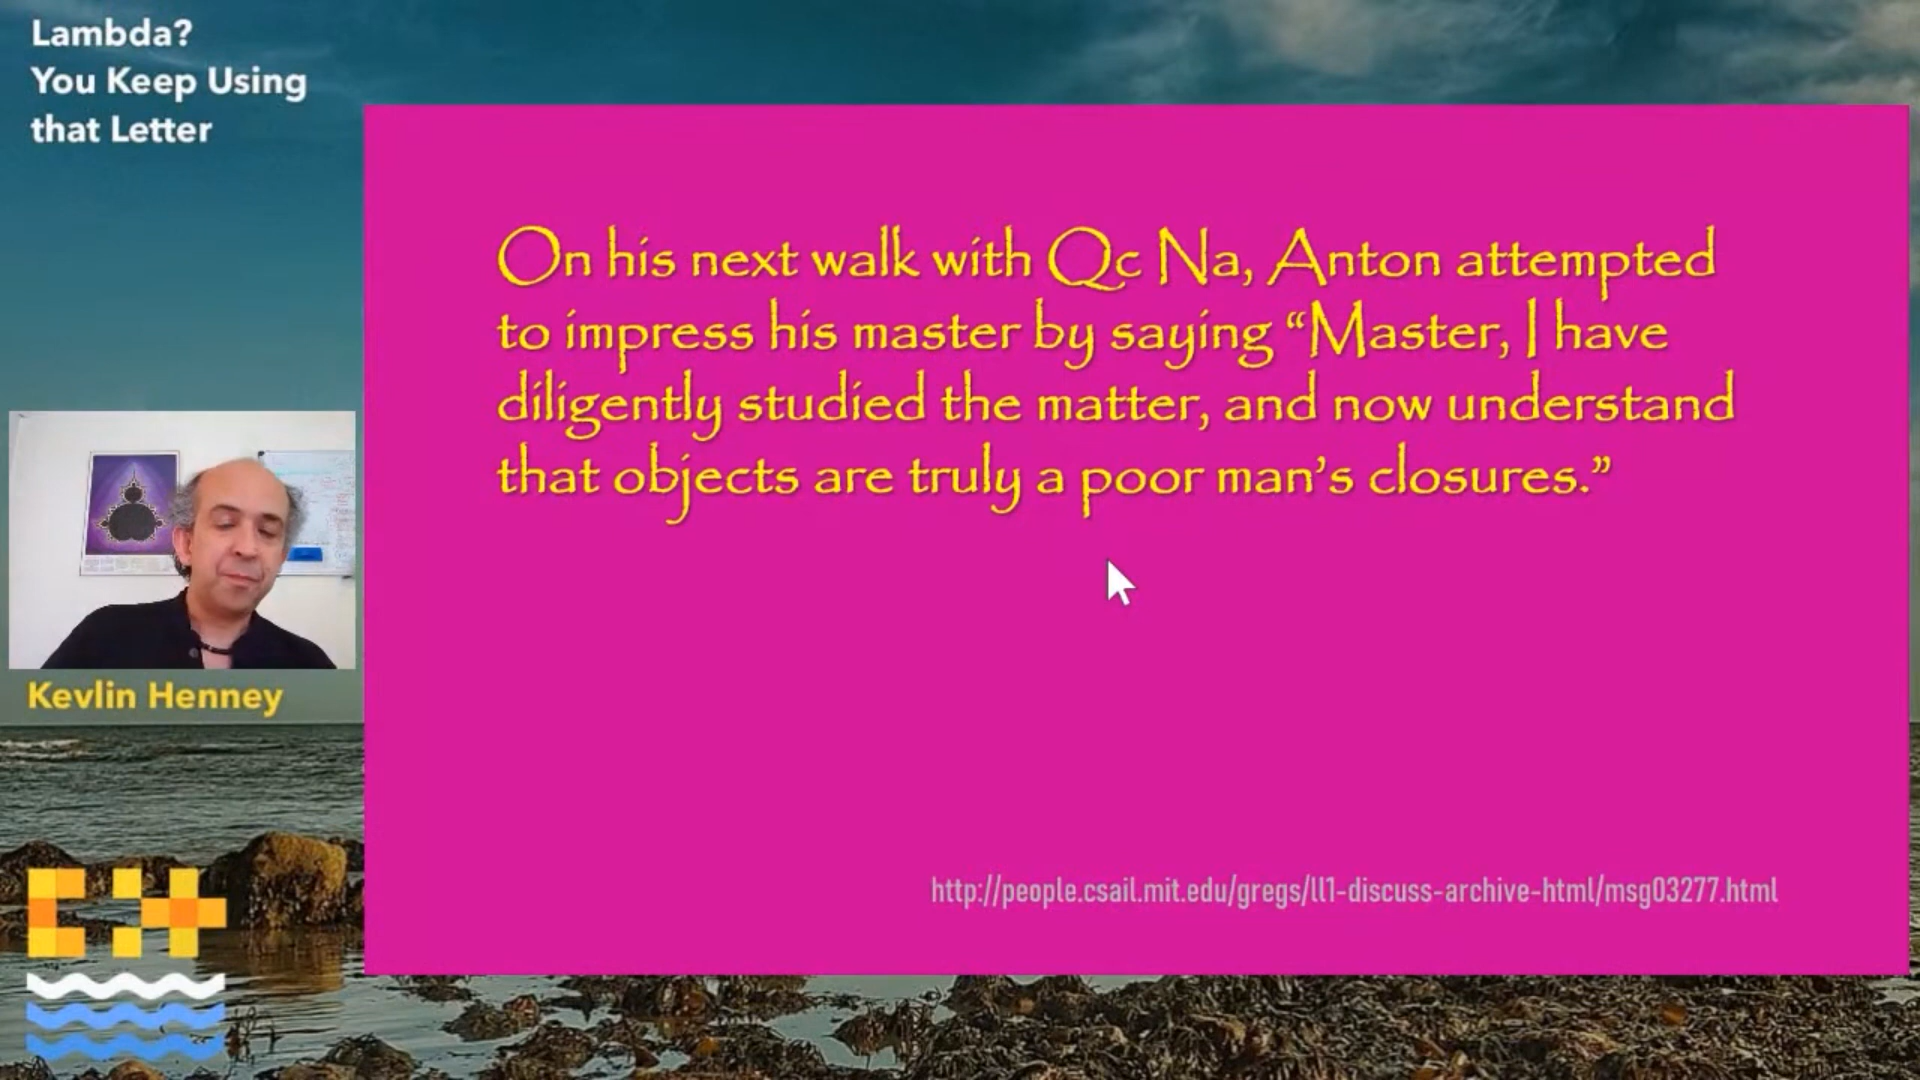 Lambda?
You Keep Using
that Letter
On his next walk with Qc Na, Anton attempted
to impress his master by saying “Master, I have
diligently studied the matter, and now understand
that objects are truly a poor man’s closures.”
Kevlin Henney
http://people.csail.mit.edu/gregs/ll1-discuss-archive-html/msg03277.html